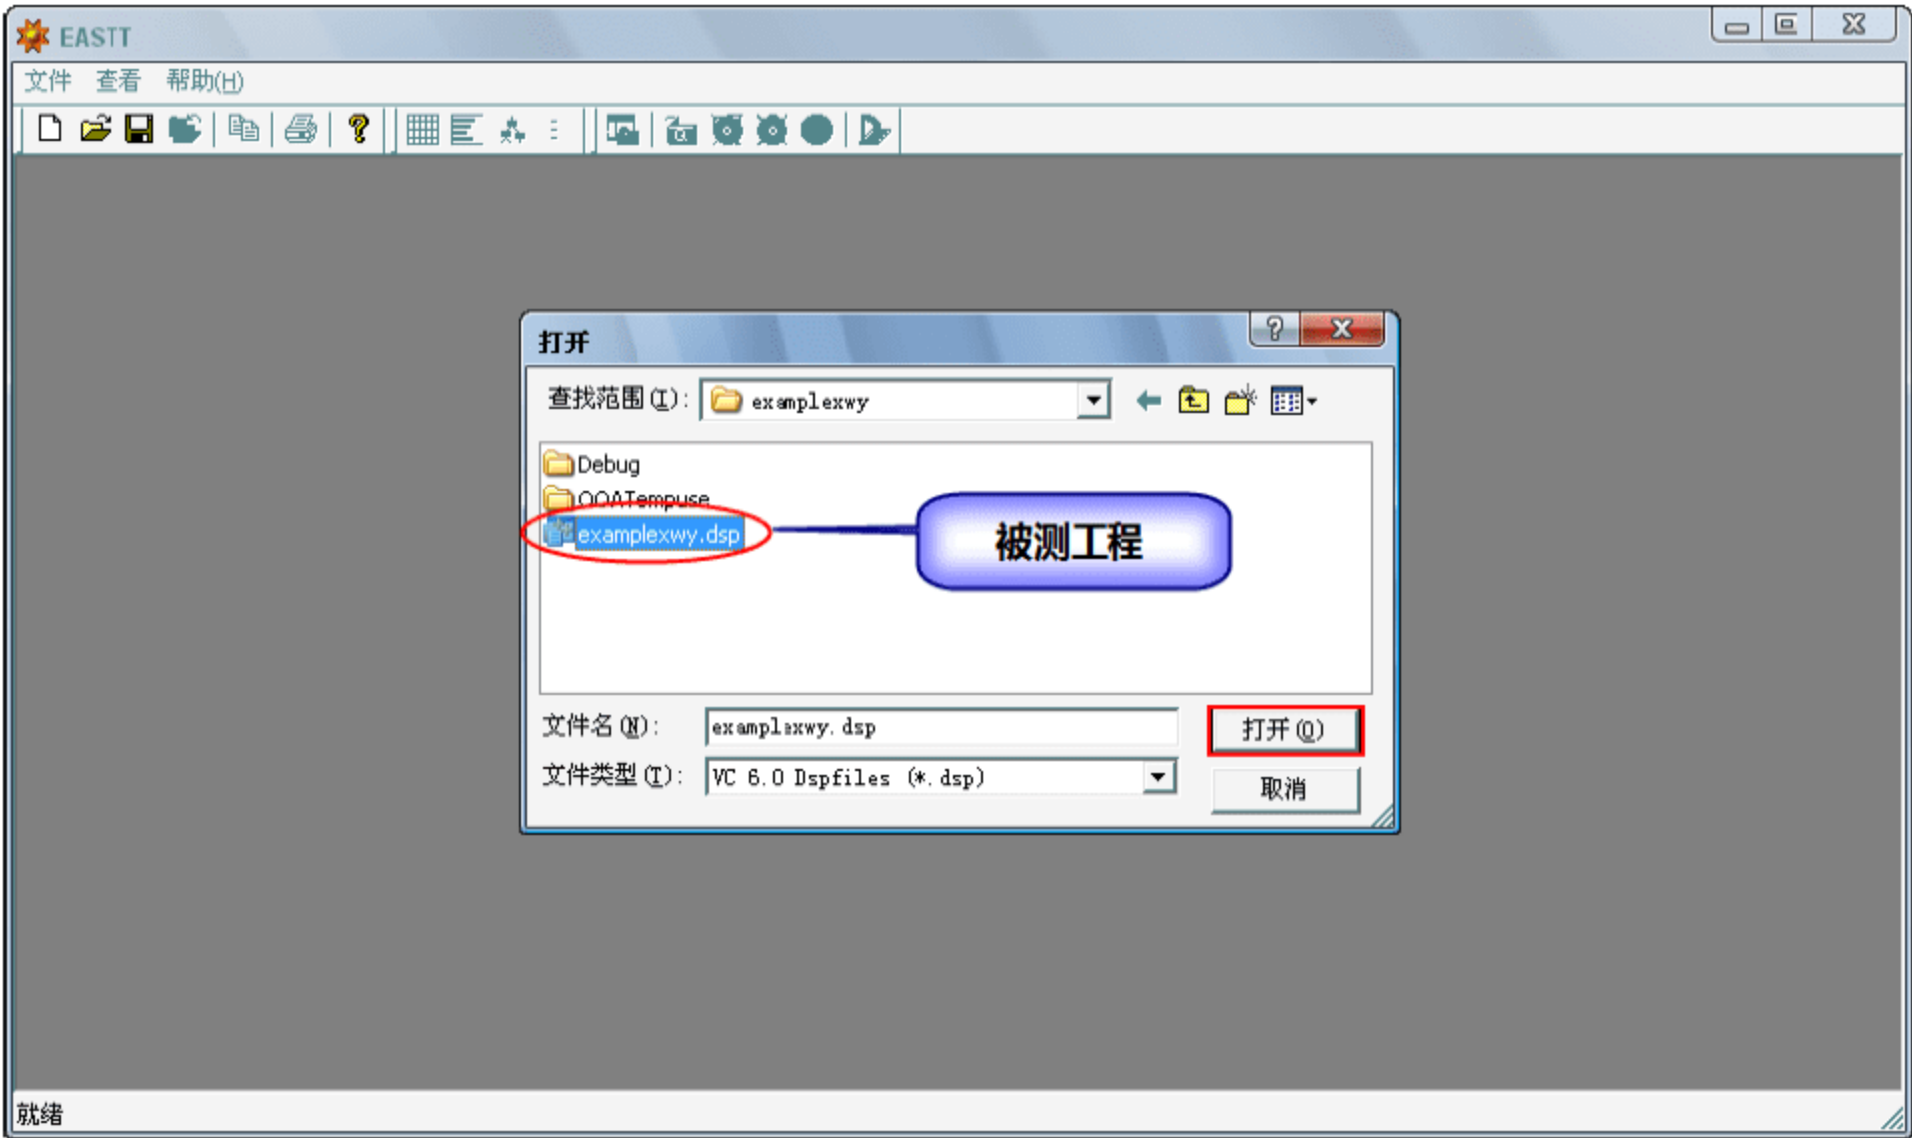 EASTT
文件 查看 帮助(H)
打开
查找范围(I): examplexwy
Debug
OOATempuse
examplexwy.dsp
被测工程
文件名(N): examplexwy.dsp
打开(O)
文件类型(T): VC 6.0 Dspfiles (*.dsp)
取消
就绪